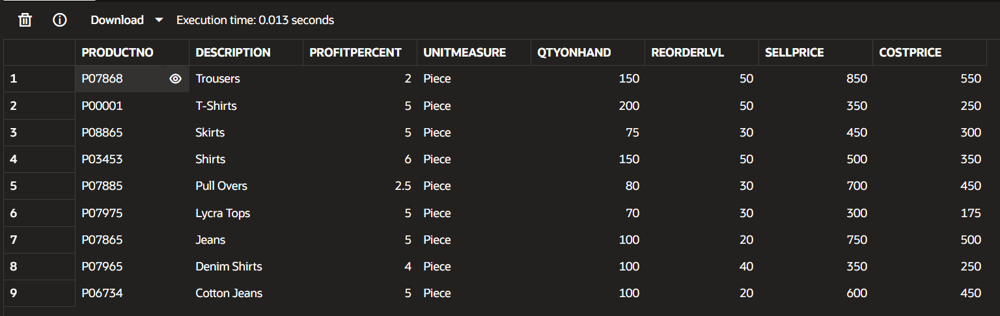 Download Execution time: 0.013 seconds
PRODUCTNO DESCRIPTION PROFITPERCENT UNITMEASURE QTYONHAND REORDERLVL SELLPRICE COSTPRICE
1 P07868 Trousers 2 Piece 150 50 850 550
2 P00001 T-Shirts 5 Piece 200 50 350 250
3 P08865 Skirts 5 Piece 75 30 450 300
4 P03453 Shirts 6 Piece 150 50 500 350
5 P07885 Pull Overs 2.5 Piece 80 30 700 450
6 P07975 Lycra Tops 5 Piece 70 30 300 175
7 P07865 Jeans 5 Piece 100 20 750 500
8 P07965 Denim Shirts 4 Piece 100 40 350 250
9 P06734 Cotton Jeans 5 Piece 100 20 600 450